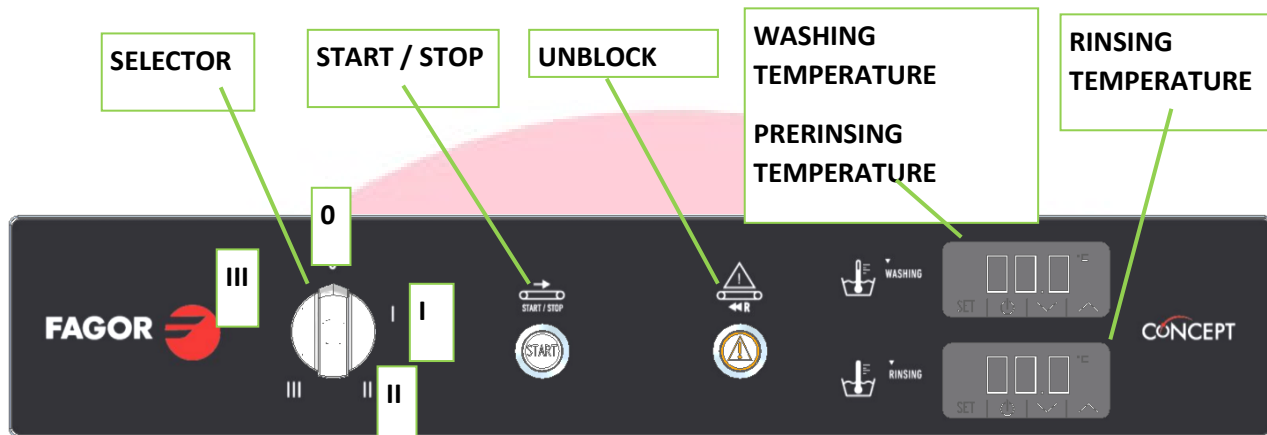 SELECTOR
START / STOP
UNBLOCK
WASHING
TEMPERATURE
PRERINSING
TEMPERATURE
RINSING
TEMPERATURE
0
III
I
I
III
II
II
FAGOR
START / STOP
START
R
WASHING
°C
SET
RINSING
°C
SET
CONCEPT